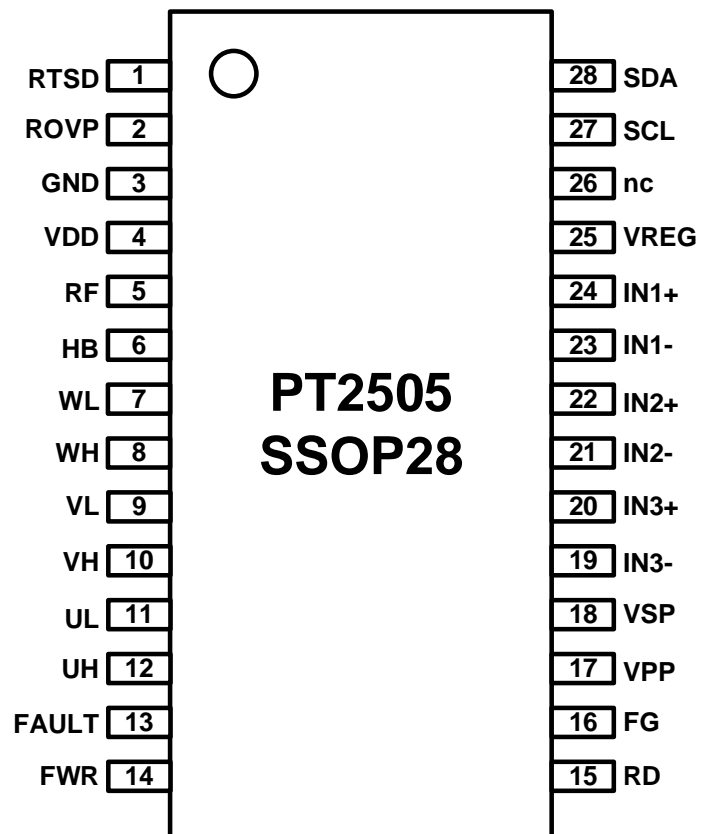 RTSD 1 28 SDA
ROVP 2 27 SCL
GND 3 26 nc
VDD 4 25 VREG
RF 5 24 IN1+
HB 6 23 IN1-
WL 7 PT2505 22 IN2+
WH 8 SSOP28 21 IN2-
VL 9 20 IN3+
VH 10 19 IN3-
UL 11 18 VSP
UH 12 17 VPP
FAULT 13 16 FG
FWR 14 15 RD